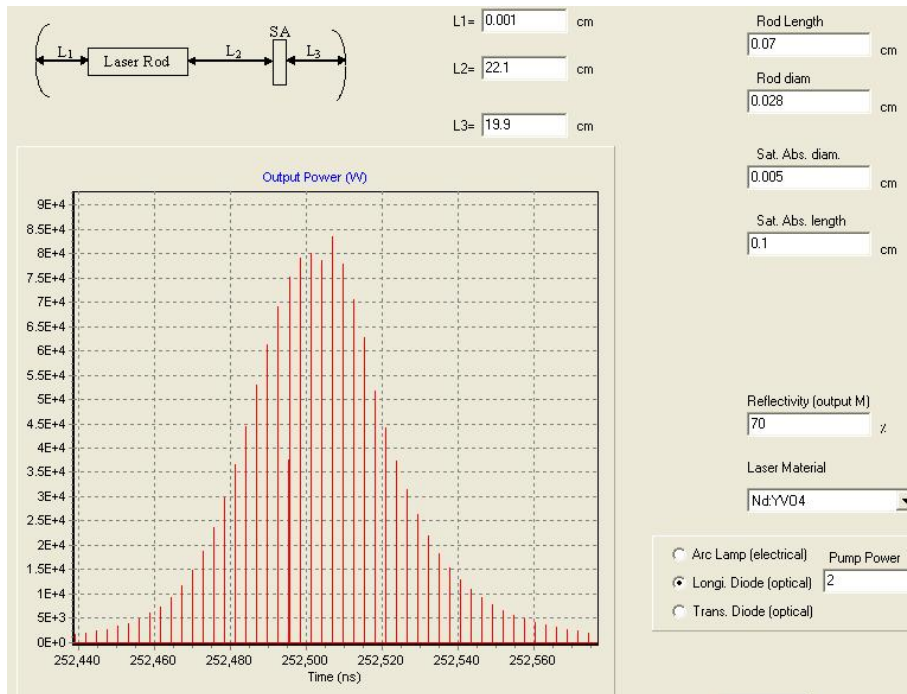 L1
Laser Rod
L2
SA
L3
L1= 0.001 cm
L2= 22.1 cm
L3= 19.9 cm
Rod Length
0.07 cm
Rod diam
0.028 cm
Sat. Abs. diam.
0.005 cm
Sat. Abs. length
0.1 cm
Output Power (W)
9E+4
8.5E+4
8E+4
7.5E+4
7E+4
6.5E+4
6E+4
5.5E+4
5E+4
4.5E+4
4E+4
3.5E+4
3E+4
2.5E+4
2E+4
1.5E+4
1E+4
5E+3
0E+0
252,440 252,460 252,480 252,500 252,520 252,540 252,560
Time (ns)
Reflectivity (output M)
70 %
Laser Material
Nd:YVO4
Arc Lamp (electrical)
Longi. Diode (optical)
Trans. Diode (optical)
Pump Power
2